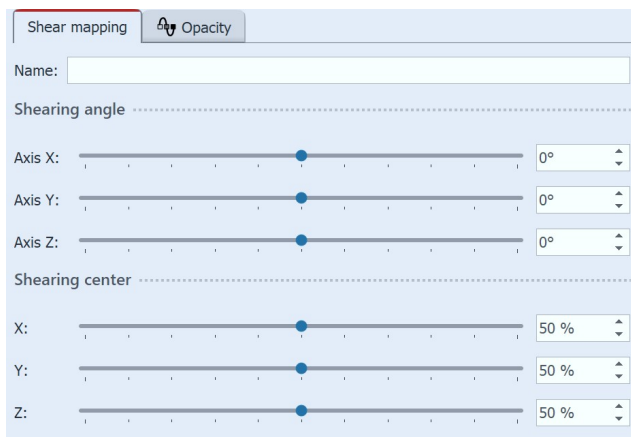 Shear mapping Opacity
Name:
Shearing angle
Axis X: 0°
Axis Y: 0°
Axis Z: 0°
Shearing center
X: 50 %
Y: 50 %
Z: 50 %